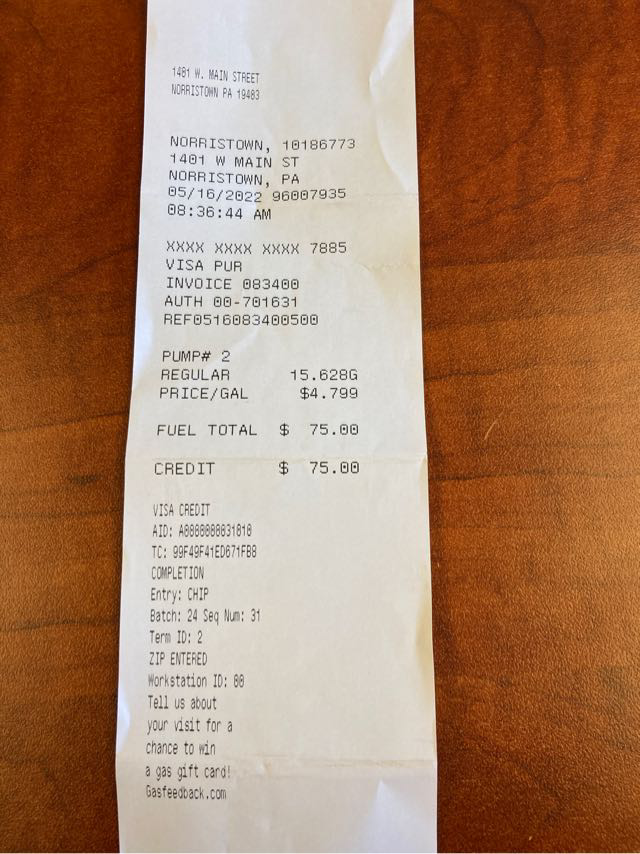 1401 W. MAIN STREET
NORRISTOWN PA 19403
NORRISTOWN, 10186773
1401 W MAIN ST
NORRISTOWN, PA
05/16/2022 96007935
08:36:44 AM
XXXX XXXX XXXX 7885
VISA PUR
INVOICE 083400
AUTH 00-701631
REF0516083400500
PUMP# 2
REGULAR 15.628G
PRICE/GAL $4.799
FUEL TOTAL $ 75.00
CREDIT $ 75.00
VISA CREDIT
AID: A0000000031010
TC: 99F49F41ED671FB8
COMPLETION
Entry: CHIP
Batch: 24 Seq Num: 31
Term ID: 2
ZIP ENTERED
Workstation ID: 00
Tell us about
your visit for a
chance to win
a gas gift card!
Gasfeedback.com